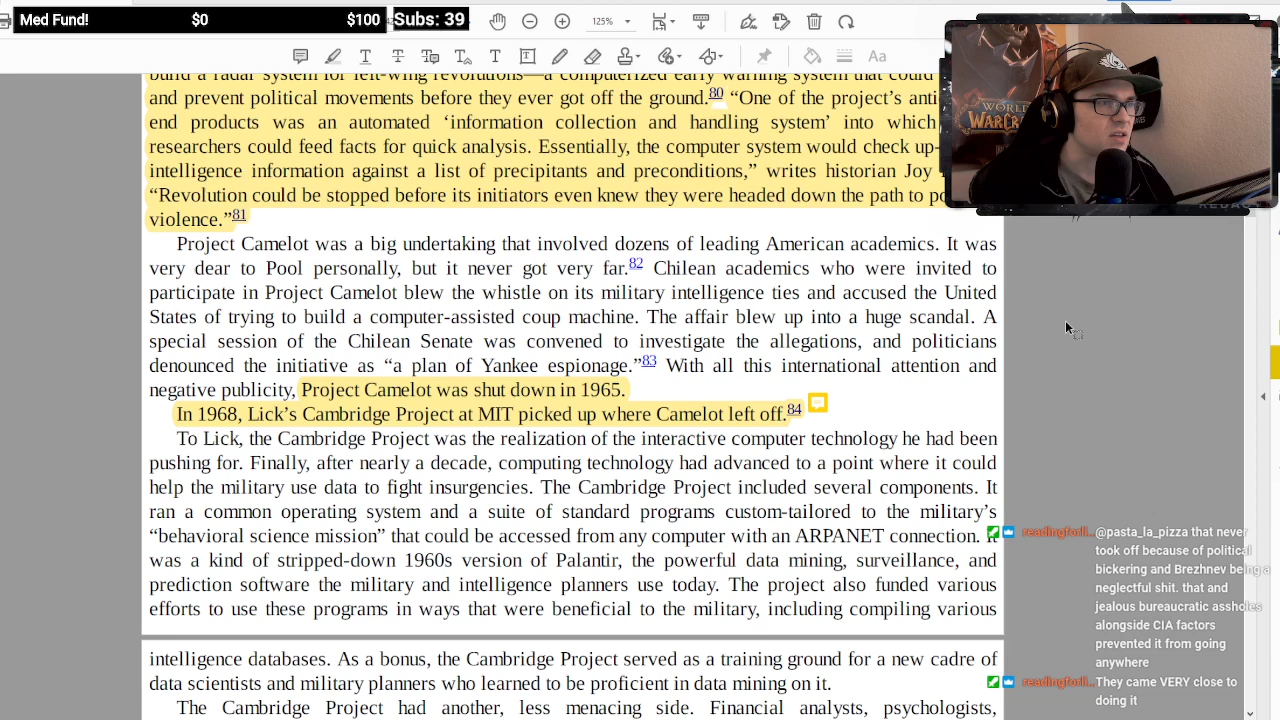 Med Fund! $0 $100 Subs: 39
125%
build a radar system for left-wing revolutions—a computerized early warning system that could
and prevent political movements before they ever got off the ground.80 “One of the project’s anti
end products was an automated ‘information collection and handling system’ into which
researchers could feed facts for quick analysis. Essentially, the computer system would check up-
intelligence information against a list of precipitants and preconditions,” writes historian Joy
“Revolution could be stopped before its initiators even knew they were headed down the path to po
violence.”81
Project Camelot was a big undertaking that involved dozens of leading American academics. It was
very dear to Pool personally, but it never got very far.82 Chilean academics who were invited to
participate in Project Camelot blew the whistle on its military intelligence ties and accused the United
States of trying to build a computer-assisted coup machine. The affair blew up into a huge scandal. A
special session of the Chilean Senate was convened to investigate the allegations, and politicians
denounced the initiative as “a plan of Yankee espionage.”83 With all this international attention and
negative publicity, Project Camelot was shut down in 1965.
In 1968, Lick’s Cambridge Project at MIT picked up where Camelot left off.84
To Lick, the Cambridge Project was the realization of the interactive computer technology he had been
pushing for. Finally, after nearly a decade, computing technology had advanced to a point where it could
help the military use data to fight insurgencies. The Cambridge Project included several components. It
ran a common operating system and a suite of standard programs custom-tailored to the military’s
“behavioral science mission” that could be accessed from any computer with an ARPANET connection. It
was a kind of stripped-down 1960s version of Palantir, the powerful data mining, surveillance, and
prediction software the military and intelligence planners use today. The project also funded various
efforts to use these programs in ways that were beneficial to the military, including compiling various
intelligence databases. As a bonus, the Cambridge Project served as a training ground for a new cadre of
data scientists and military planners who learned to be proficient in data mining on it.
The Cambridge Project had another, less menacing side. Financial analysts, psychologists,
WORLD
WARCRAFT
readingforli... @pasta_la_pizza that never
took off because of political
bickering and Brezhnev being a
neglectful shit. that and
jealous bureaucratic assholes
alongside CIA factors
prevented it from going
anywhere
readingforli... They came VERY close to
doing it